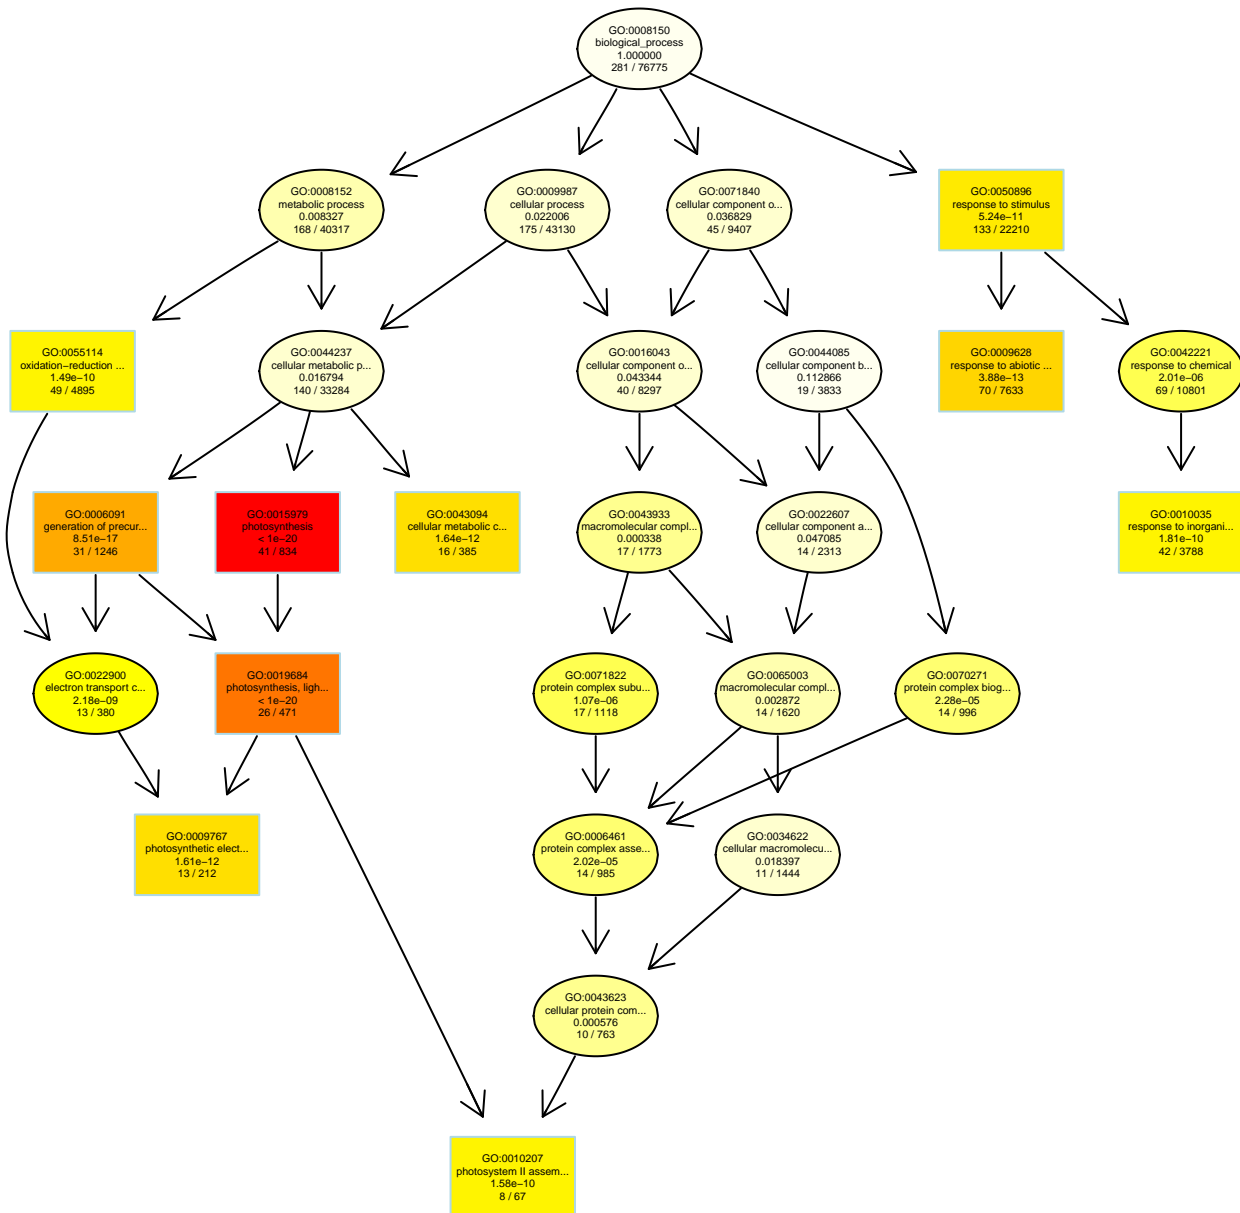 GO:0008150
biological_process
1.000000
281 / 76775
GO:0008152
metabolic process
0.008327
168 / 40317
GO:0009987
cellular process
0.022006
175 / 43130
GO:0071840
cellular component o...
0.036829
45 / 9407
GO:0050896
response to stimulus
5.24e−11
133 / 22210
GO:0055114
oxidation−reduction ...
1.49e−10
49 / 4895
GO:0044237
cellular metabolic p...
0.016794
140 / 33284
GO:0016043
cellular component o...
0.043344
40 / 8297
GO:0044085
cellular component b...
0.112866
19 / 3833
GO:0009628
response to abiotic ...
3.88e−13
70 / 7633
GO:0042221
response to chemical
2.01e−06
69 / 10801
GO:0006091
generation of precur...
8.51e−17
31 / 1246
GO:0015979
photosynthesis
< 1e−20
41 / 834
GO:0043094
cellular metabolic c...
1.64e−12
16 / 385
GO:0043933
macromolecular compl...
0.000338
17 / 1773
GO:0022607
cellular component a...
0.047085
14 / 2313
GO:0010035
response to inorgani...
1.81e−10
42 / 3788
GO:0022900
electron transport c...
2.18e−09
13 / 380
GO:0019684
photosynthesis, ligh...
< 1e−20
26 / 471
GO:0071822
protein complex subu...
1.07e−06
17 / 1118
GO:0065003
macromolecular compl...
0.002872
14 / 1620
GO:0070271
protein complex biog...
2.28e−05
14 / 996
GO:0009767
photosynthetic elect...
1.61e−12
13 / 212
GO:0006461
protein complex asse...
2.02e−05
14 / 985
GO:0034622
cellular macromolecu...
0.018397
11 / 1444
GO:0043623
cellular protein com...
0.000576
10 / 763
GO:0010207
photosystem II assem...
1.58e−10
8 / 67